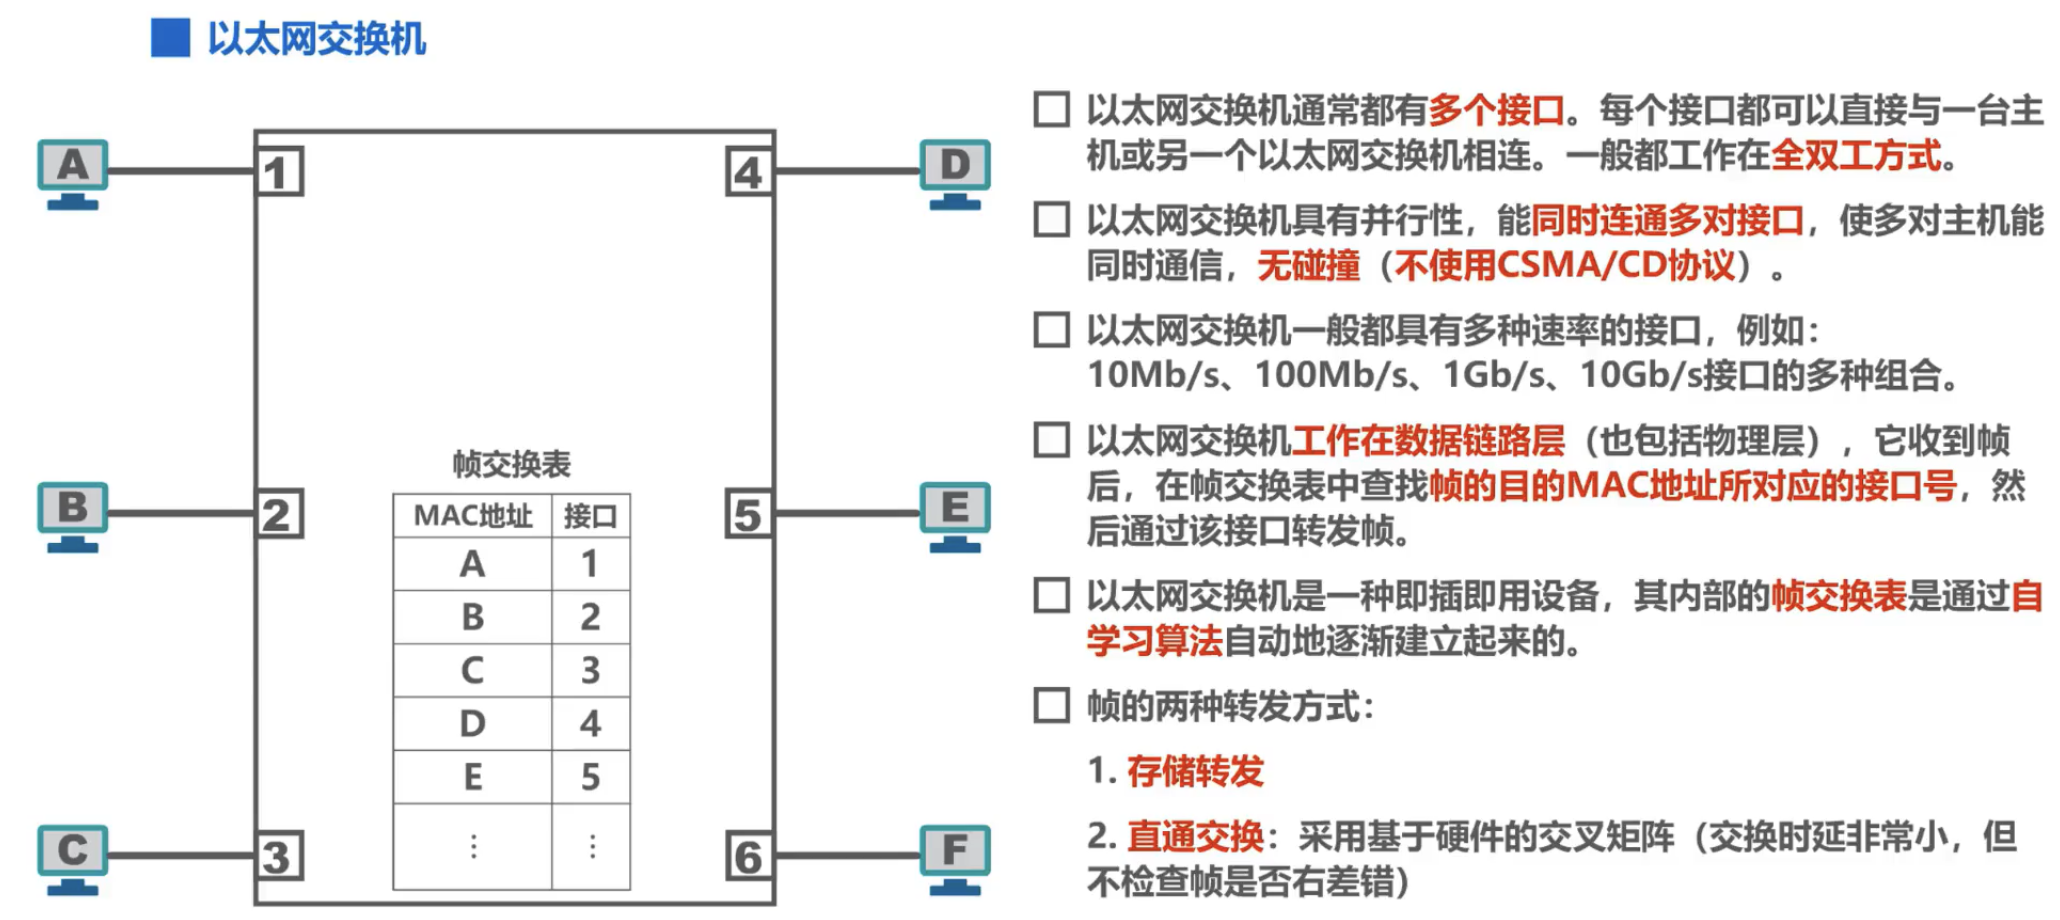 以太网交换机
A
B
C
1
2
3
4
5
6
D
E
F
帧交换表
MAC地址 接口
A 1
B 2
C 3
D 4
E 5
⋮ ⋮
以太网交换机通常都有多个接口。每个接口都可以直接与一台主
机或另一个以太网交换机相连。一般都工作在全双工方式。
以太网交换机具有并行性，能同时连通多对接口，使多对主机能
同时通信，无碰撞（不使用CSMA/CD协议）。
以太网交换机一般都具有多种速率的接口，例如：
10Mb/s、100Mb/s、1Gb/s、10Gb/s接口的多种组合。
以太网交换机工作在数据链路层（也包括物理层），它收到帧
后，在帧交换表中查找帧的目的MAC地址所对应的接口号，然
后通过该接口转发帧。
以太网交换机是一种即插即用设备，其内部的帧交换表是通过自
学习算法自动地逐渐建立起来的。
帧的两种转发方式：
1. 存储转发
2. 直通交换：采用基于硬件的交叉矩阵（交换时延非常小，但
不检查帧是否右差错）